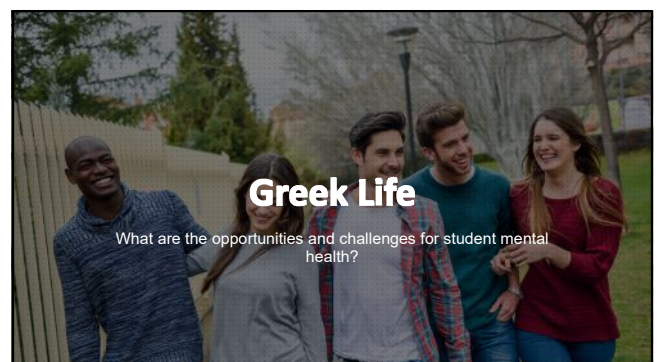 Greek Life
What are the opportunities and challenges for student mental
health?